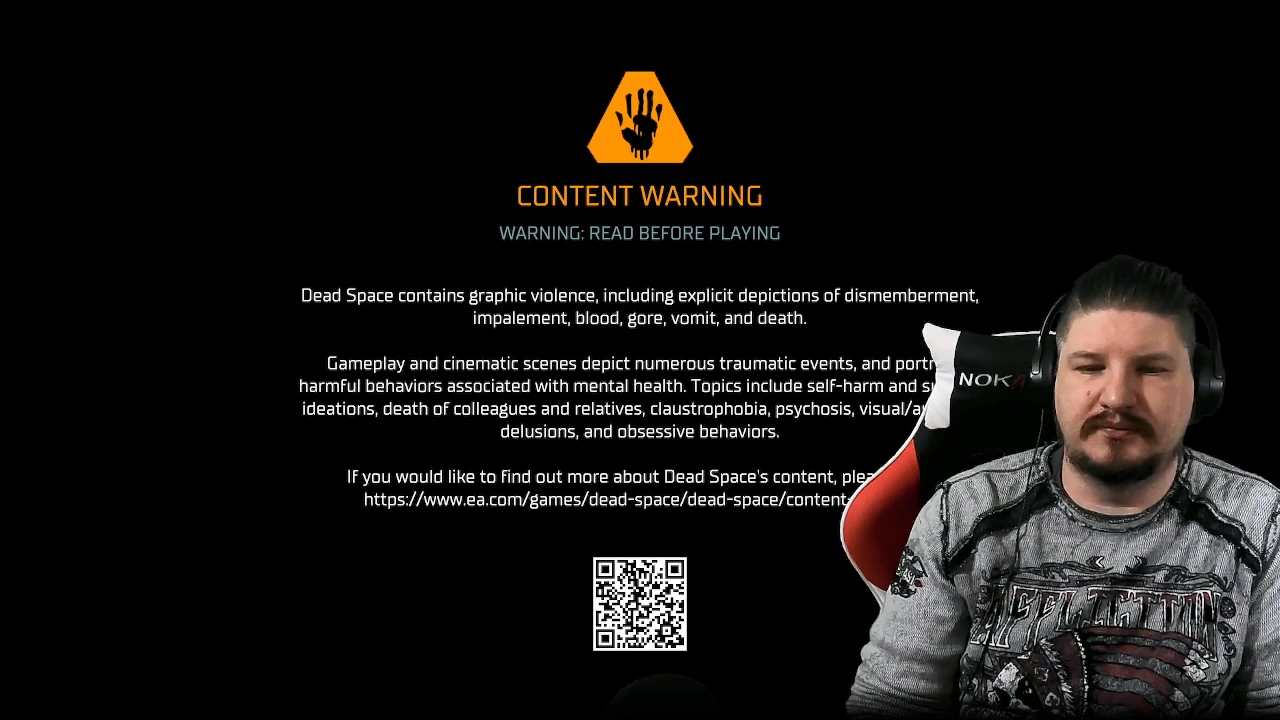 CONTENT WARNING
WARNING: READ BEFORE PLAYING
Dead Space contains graphic violence, including explicit depictions of dismemberment,
impalement, blood, gore, vomit, and death.
Gameplay and cinematic scenes depict numerous traumatic events, and
harmful behaviors associated with mental health. Topics include self-harm and
ideations, death of colleagues and relatives, claustrophobia, psychosis,
delusions, and obsessive behaviors.
If you would like to find out more about Dead Space's content,
https://www.ea.com/games/dead-space/dead-space/content-
AFFLICTION